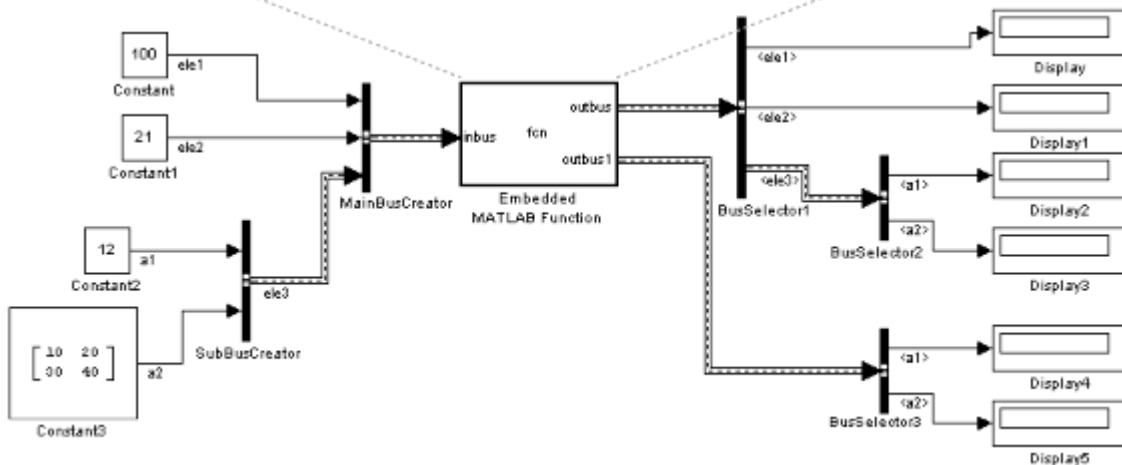 100
ele1
Constant
21
ele2
Constant1
MainBusCreator
12
a1
Constant2
ele3
SubBusCreator
10 20
30 40
a2
Constant3
inbus
fcn
outbus
outbus1
Embedded
MATLAB Function
<ele1>
<ele2>
<ele3>
BusSelector1
<a1>
<a2>
BusSelector2
<a1>
<a2>
BusSelector3
Display
Display1
Display2
Display3
Display4
Display5